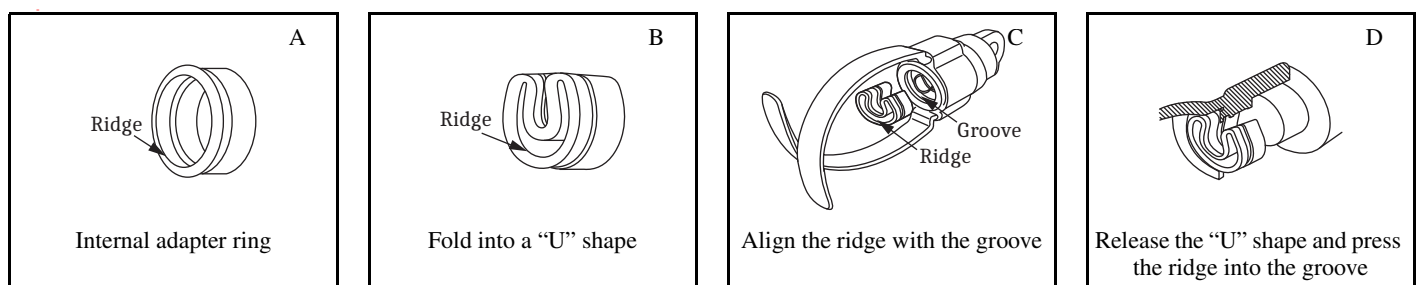 A
Ridge
Internal adapter ring
B
Ridge
Fold into a “U” shape
C
Groove
Ridge
Align the ridge with the groove
D
Release the “U” shape and press
the ridge into the groove